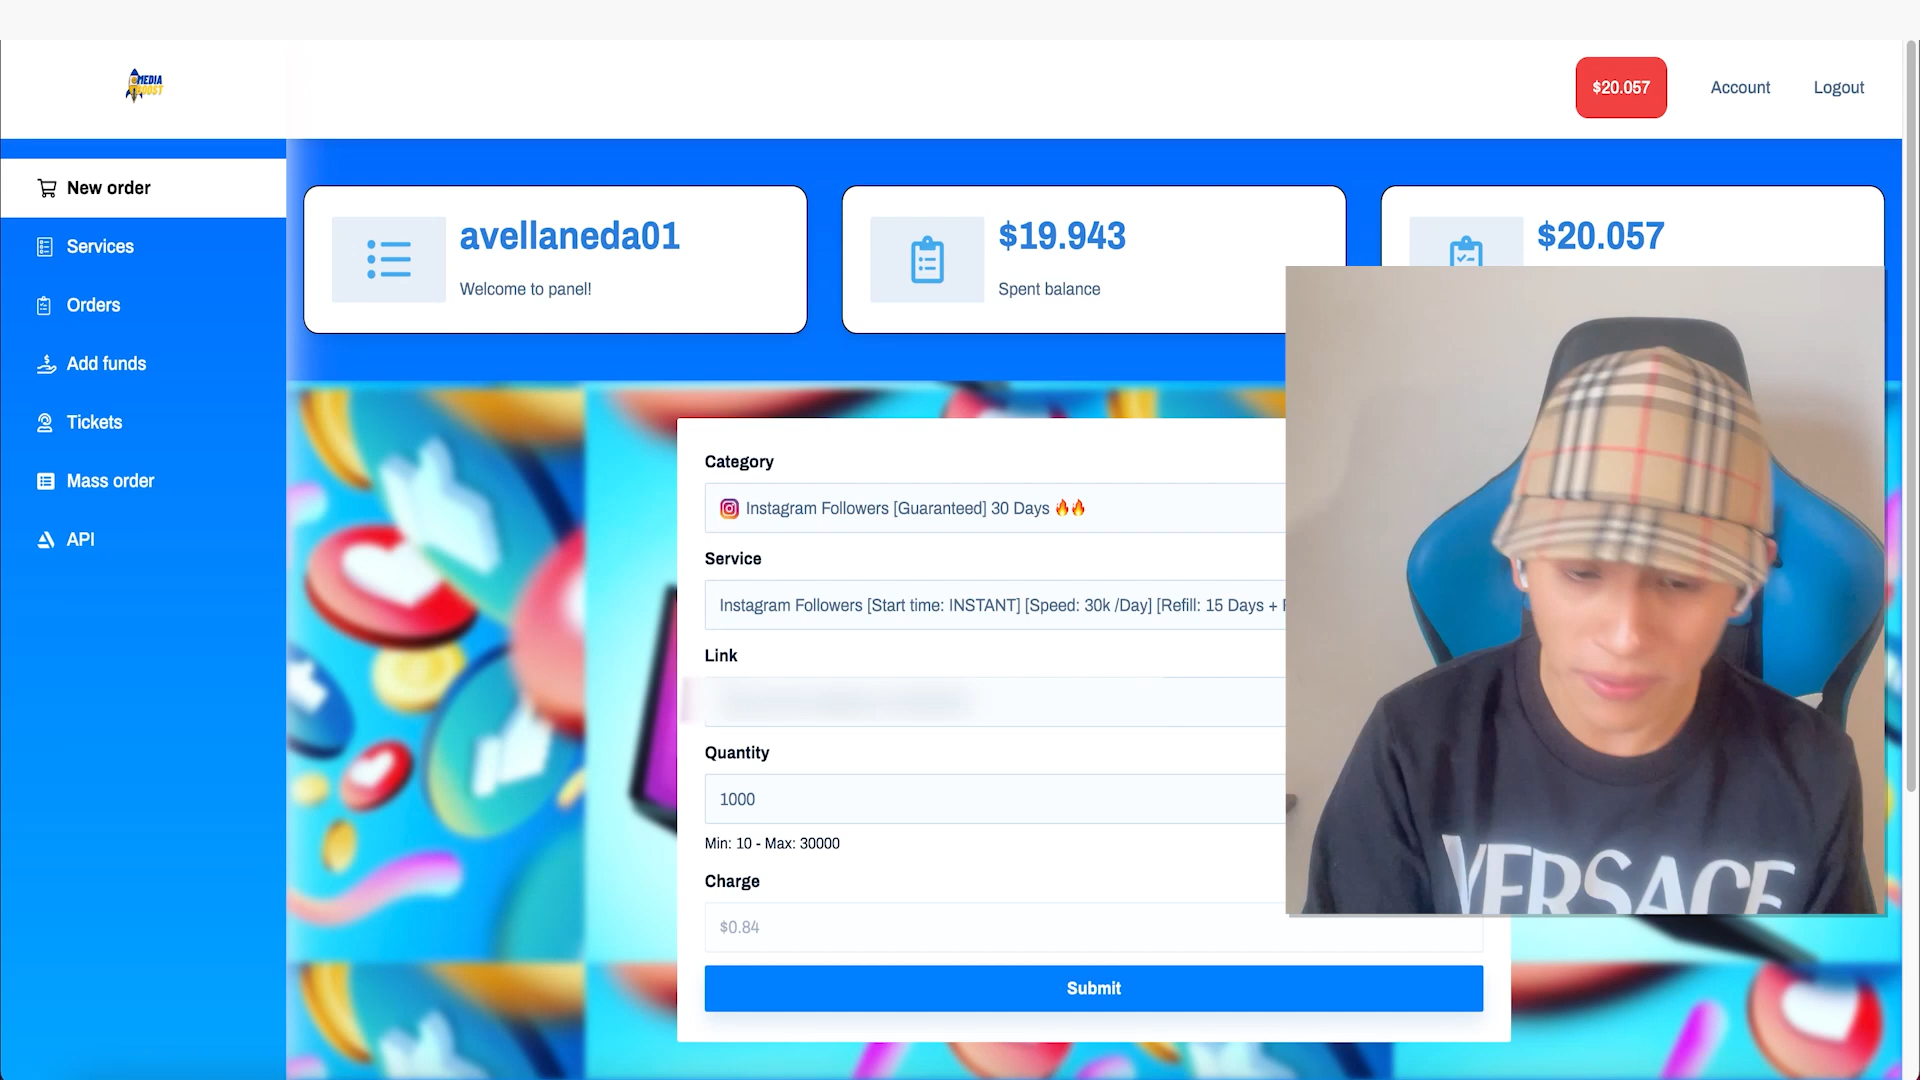 MEDIA
BOOST
$20.057
Account
Logout
New order
Services
Orders
Add funds
Tickets
Mass order
API
avellaneda01
Welcome to panel!
$19.943
Spent balance
$20.057
Category
Instagram Followers [Guaranteed] 30 Days 🔥🔥
Service
Instagram Followers [Start time: INSTANT] [Speed: 30k /Day] [Refill: 15 Days +
Link
Quantity
1000
Min: 10 - Max: 30000
Charge
$0.84
Submit
VERSACE